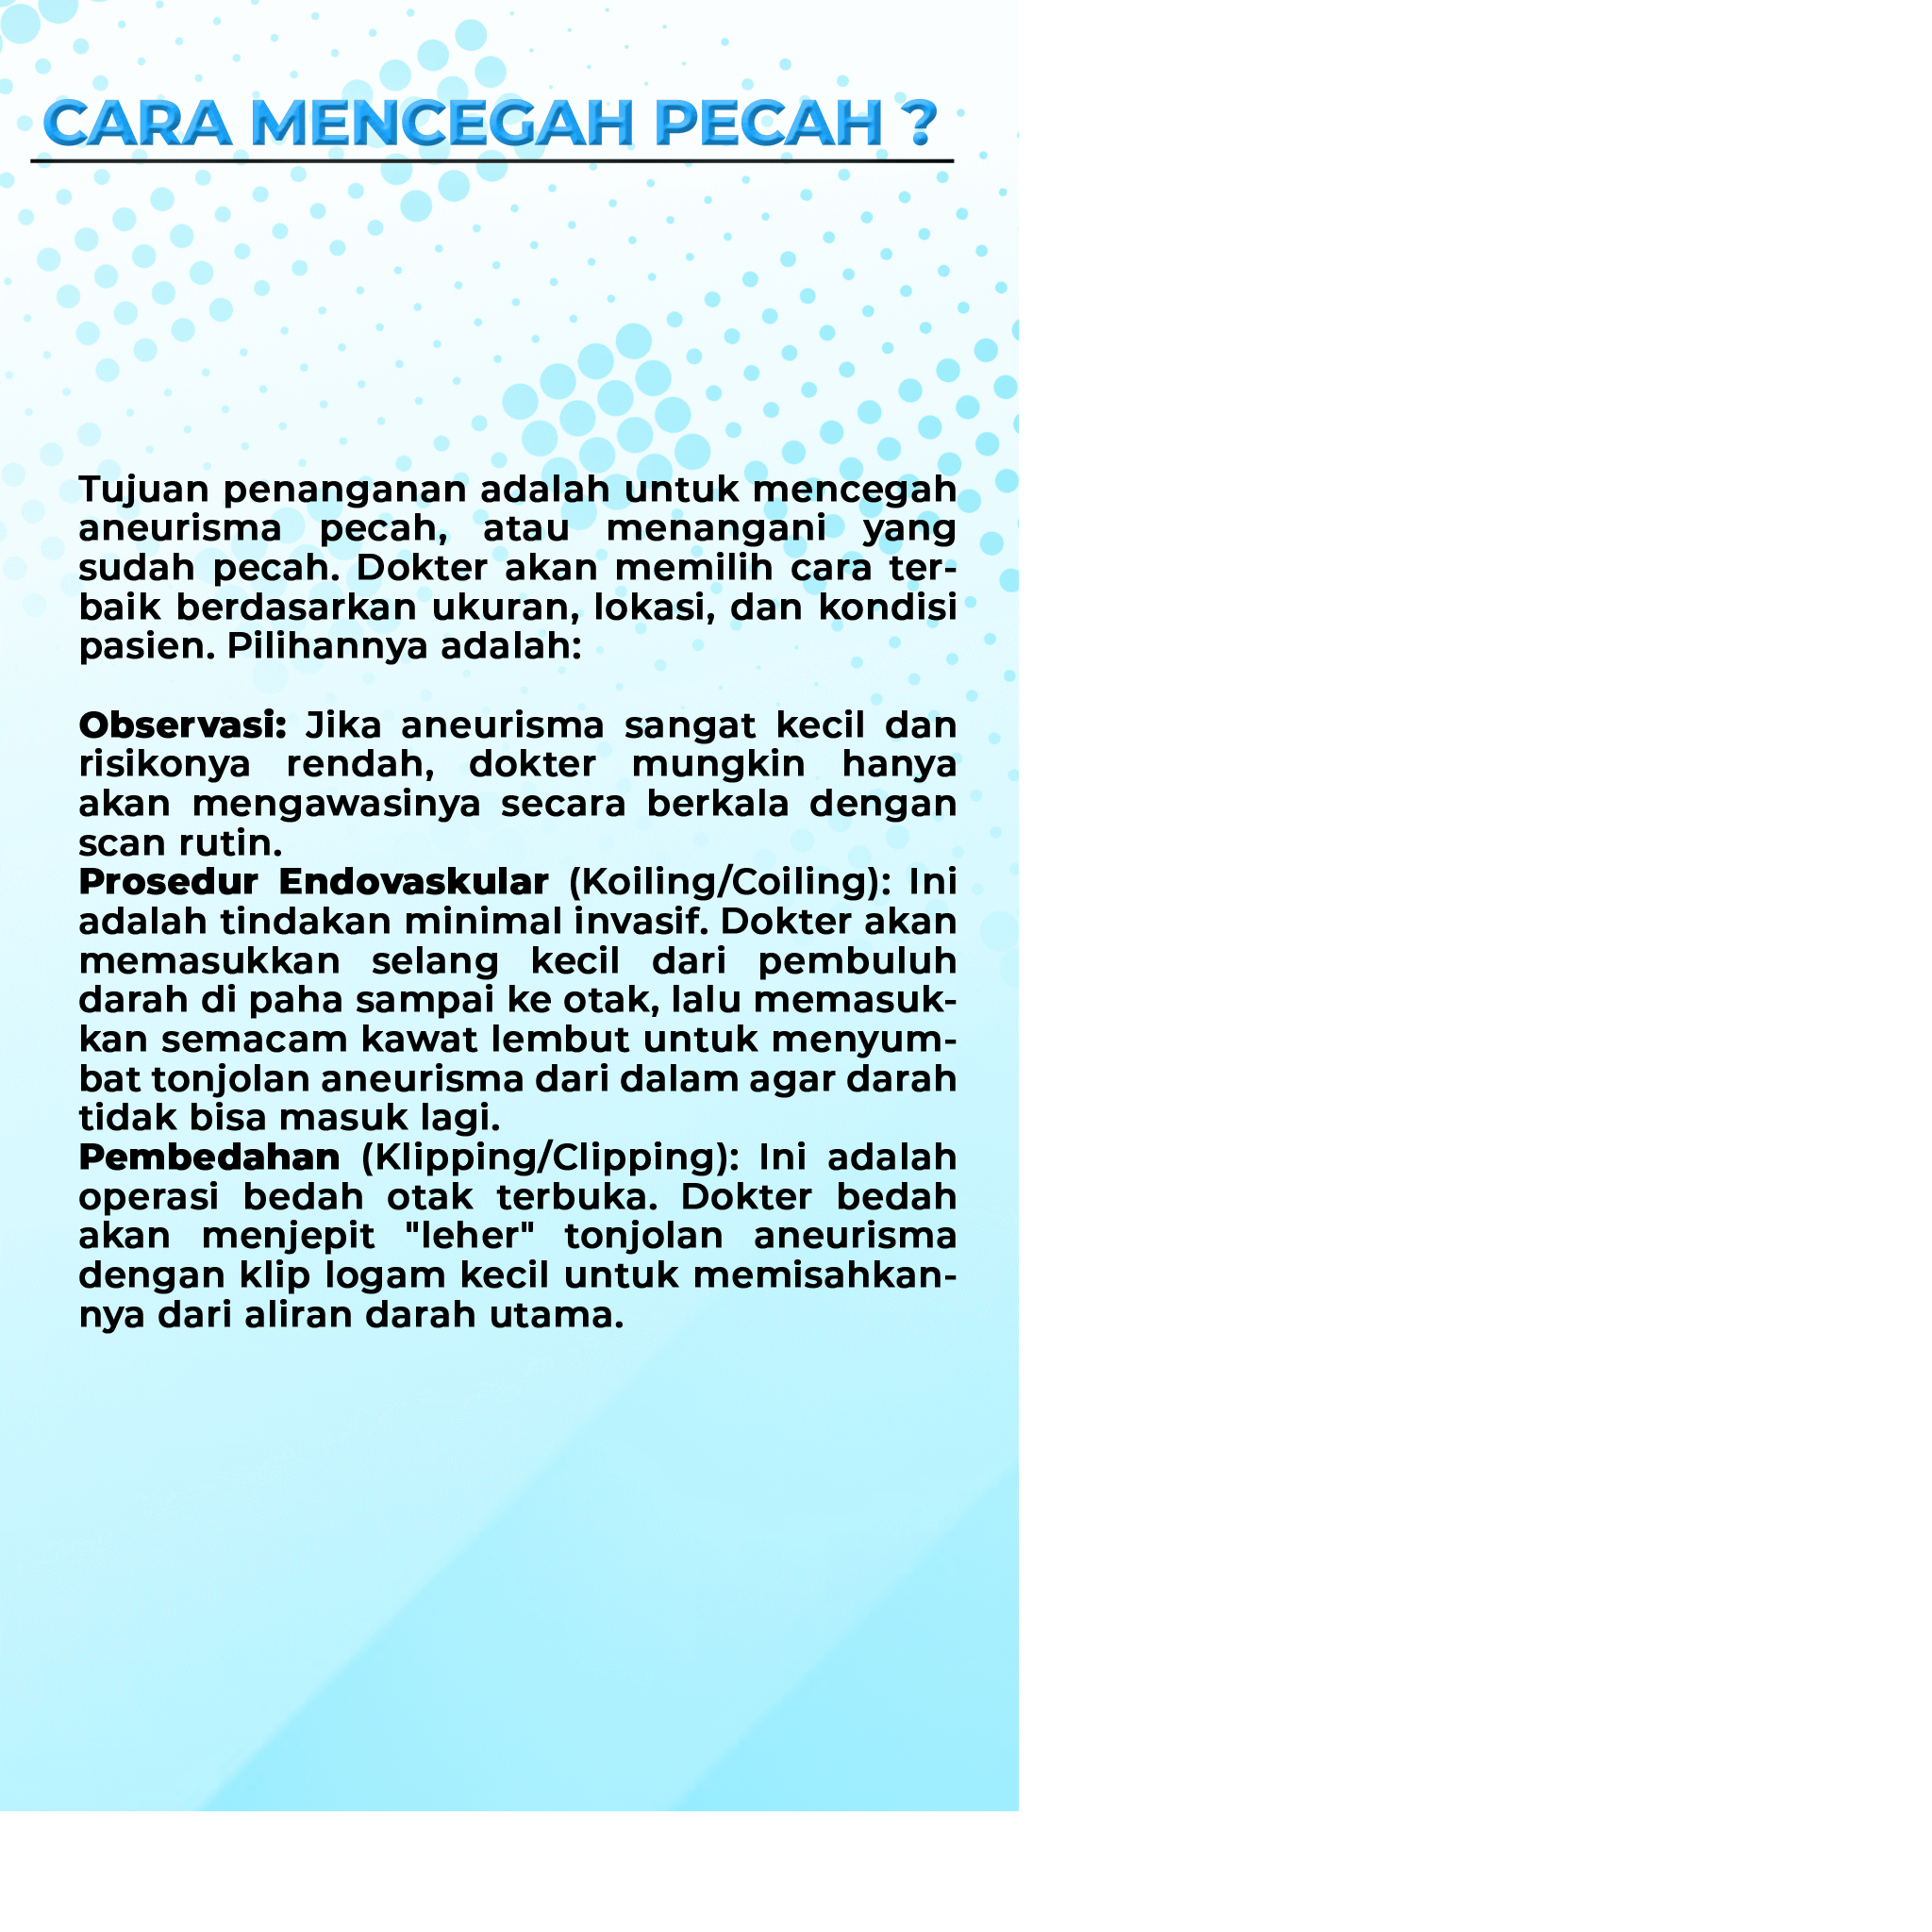 CARA MENCEGAH PECAH ?
Tujuan penanganan adalah untuk mencegah
aneurisma pecah, atau menangani yang
sudah pecah. Dokter akan memilih cara ter-
baik berdasarkan ukuran, lokasi, dan kondisi
pasien. Pilihannya adalah:
Observasi: Jika aneurisma sangat kecil dan
risikonya rendah, dokter mungkin hanya
akan mengawasinya secara berkala dengan
scan rutin.
Prosedur Endovaskular (Koiling/Coiling): Ini
adalah tindakan minimal invasif. Dokter akan
memasukkan selang kecil dari pembuluh
darah di paha sampai ke otak, lalu memasuk-
kan semacam kawat lembut untuk menyum-
bat tonjolan aneurisma dari dalam agar darah
tidak bisa masuk lagi.
Pembedahan (Klipping/Clipping): Ini adalah
operasi bedah otak terbuka. Dokter bedah
akan menjepit "leher" tonjolan aneurisma
dengan klip logam kecil untuk memisahkan-
nya dari aliran darah utama.